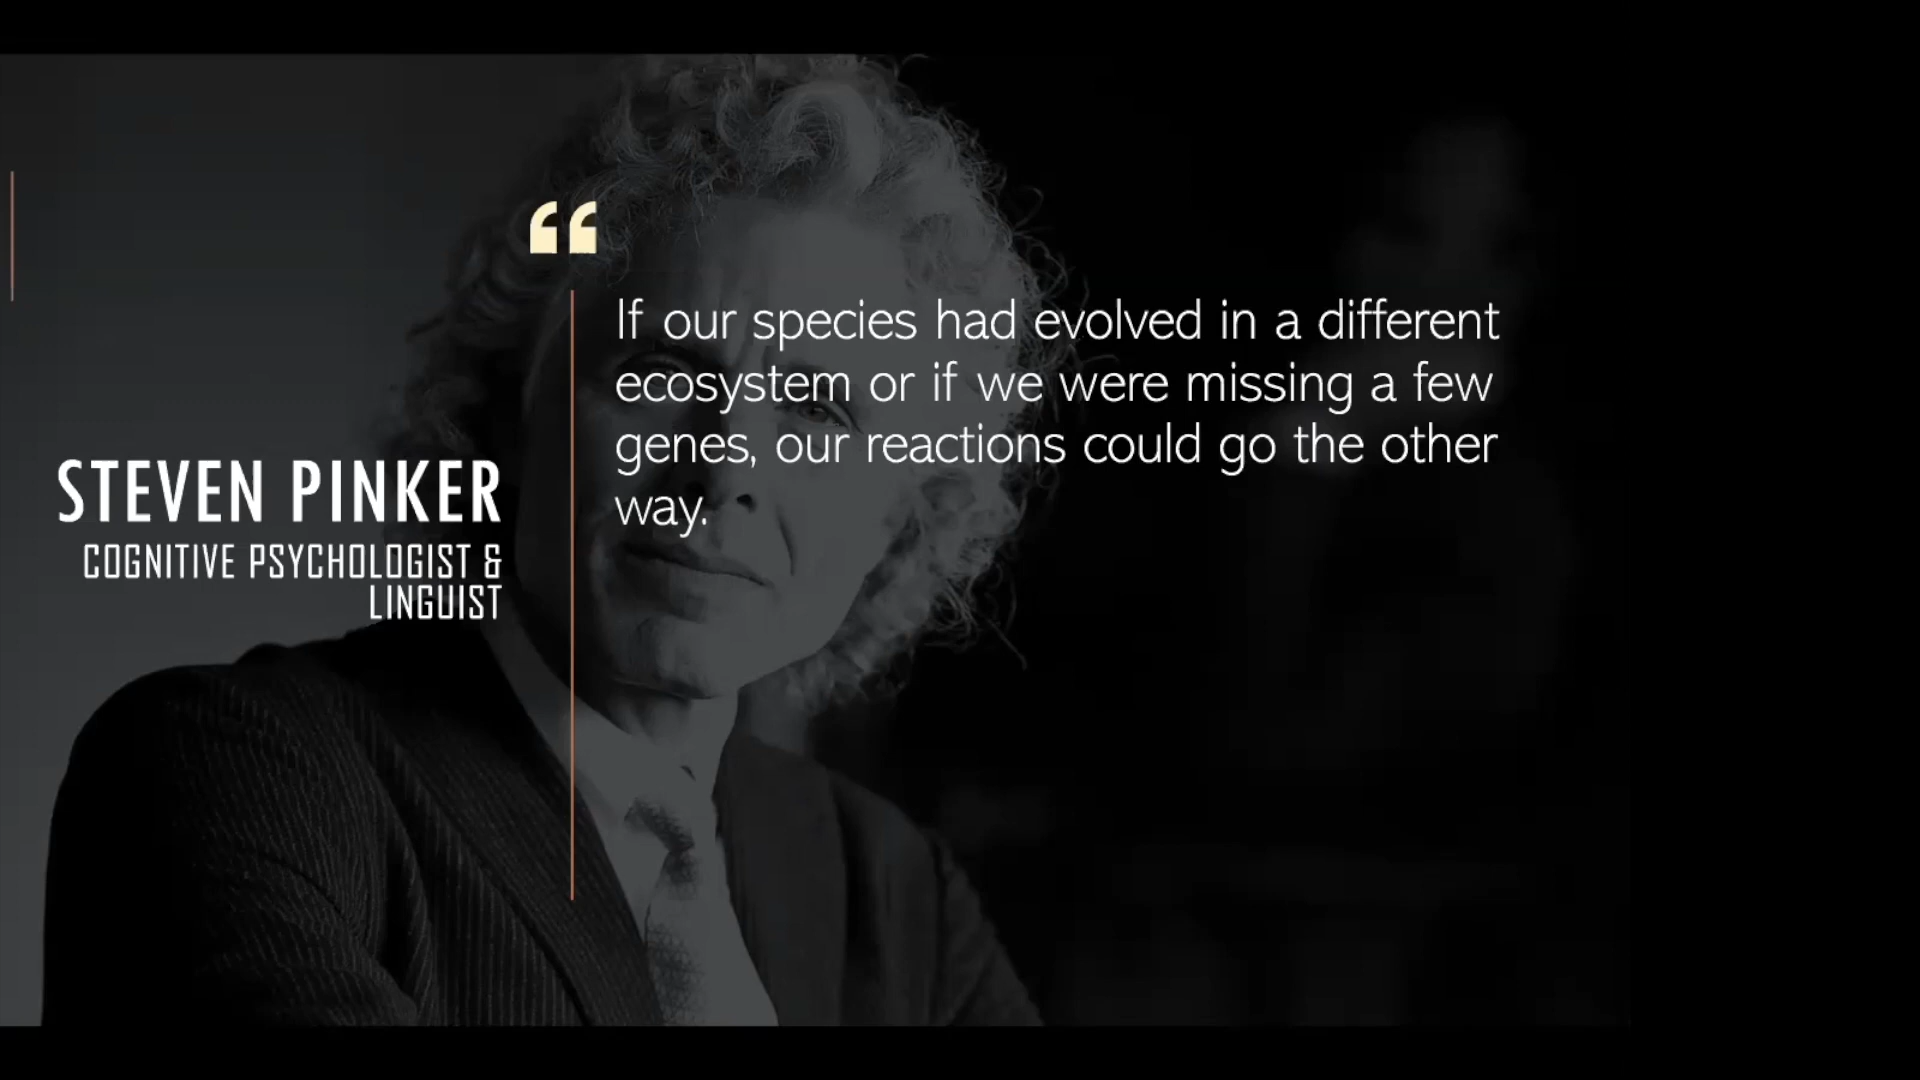 “
If our species had evolved in a different
ecosystem or if we were missing a few
genes, our reactions could go the other
way.
STEVEN PINKER
COGNITIVE PSYCHOLOGIST &
LINGUIST